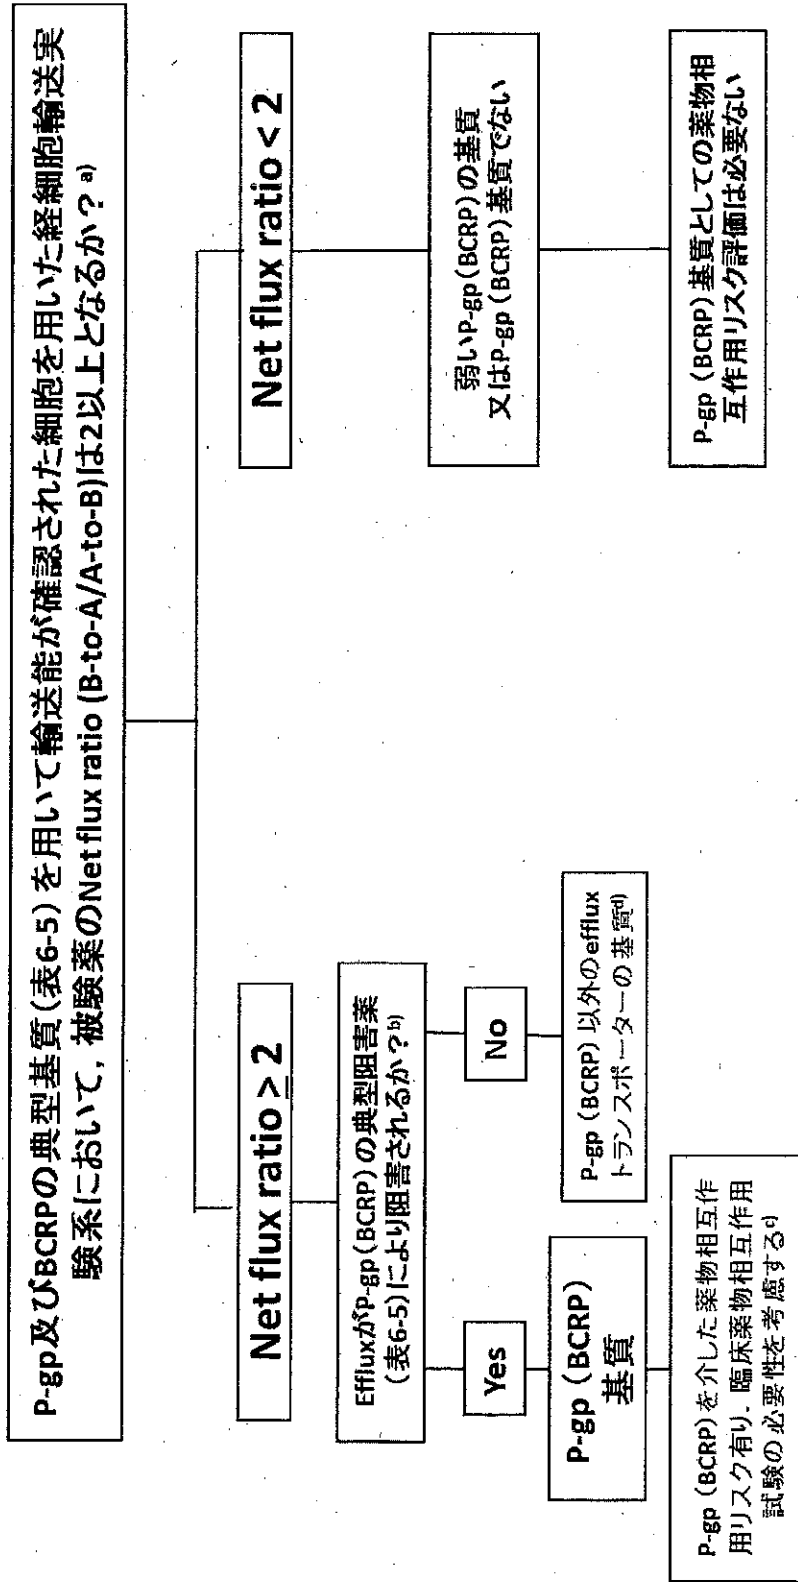 P-gp及びBCRPの典型基質(表6-5)を用いて輸送能が確認された細胞を用いた経細胞輸送実
験系において, 被験薬のNet flux ratio (B-to-A/A-to-B)は2以上となるか? a)
Net flux ratio ≥ 2
EffluxがP-gp(BCRP)の典型阻害薬
(表6-5)により阻害されるか? b)
Yes
P-gp (BCRP)
基質
P-gp (BCRP) を介した薬物相互作
用リスク有り. 臨床薬物相互作用
試験の必要性を考慮する c)
No
P-gp (BCRP) 以外のefflux
トランスポーターの基質 d)
Net flux ratio < 2
弱いP-gp(BCRP)の基質
又はP-gp(BCRP)基質でない
P-gp (BCRP) 基質としての薬物相
互作用リスク評価は必要ない